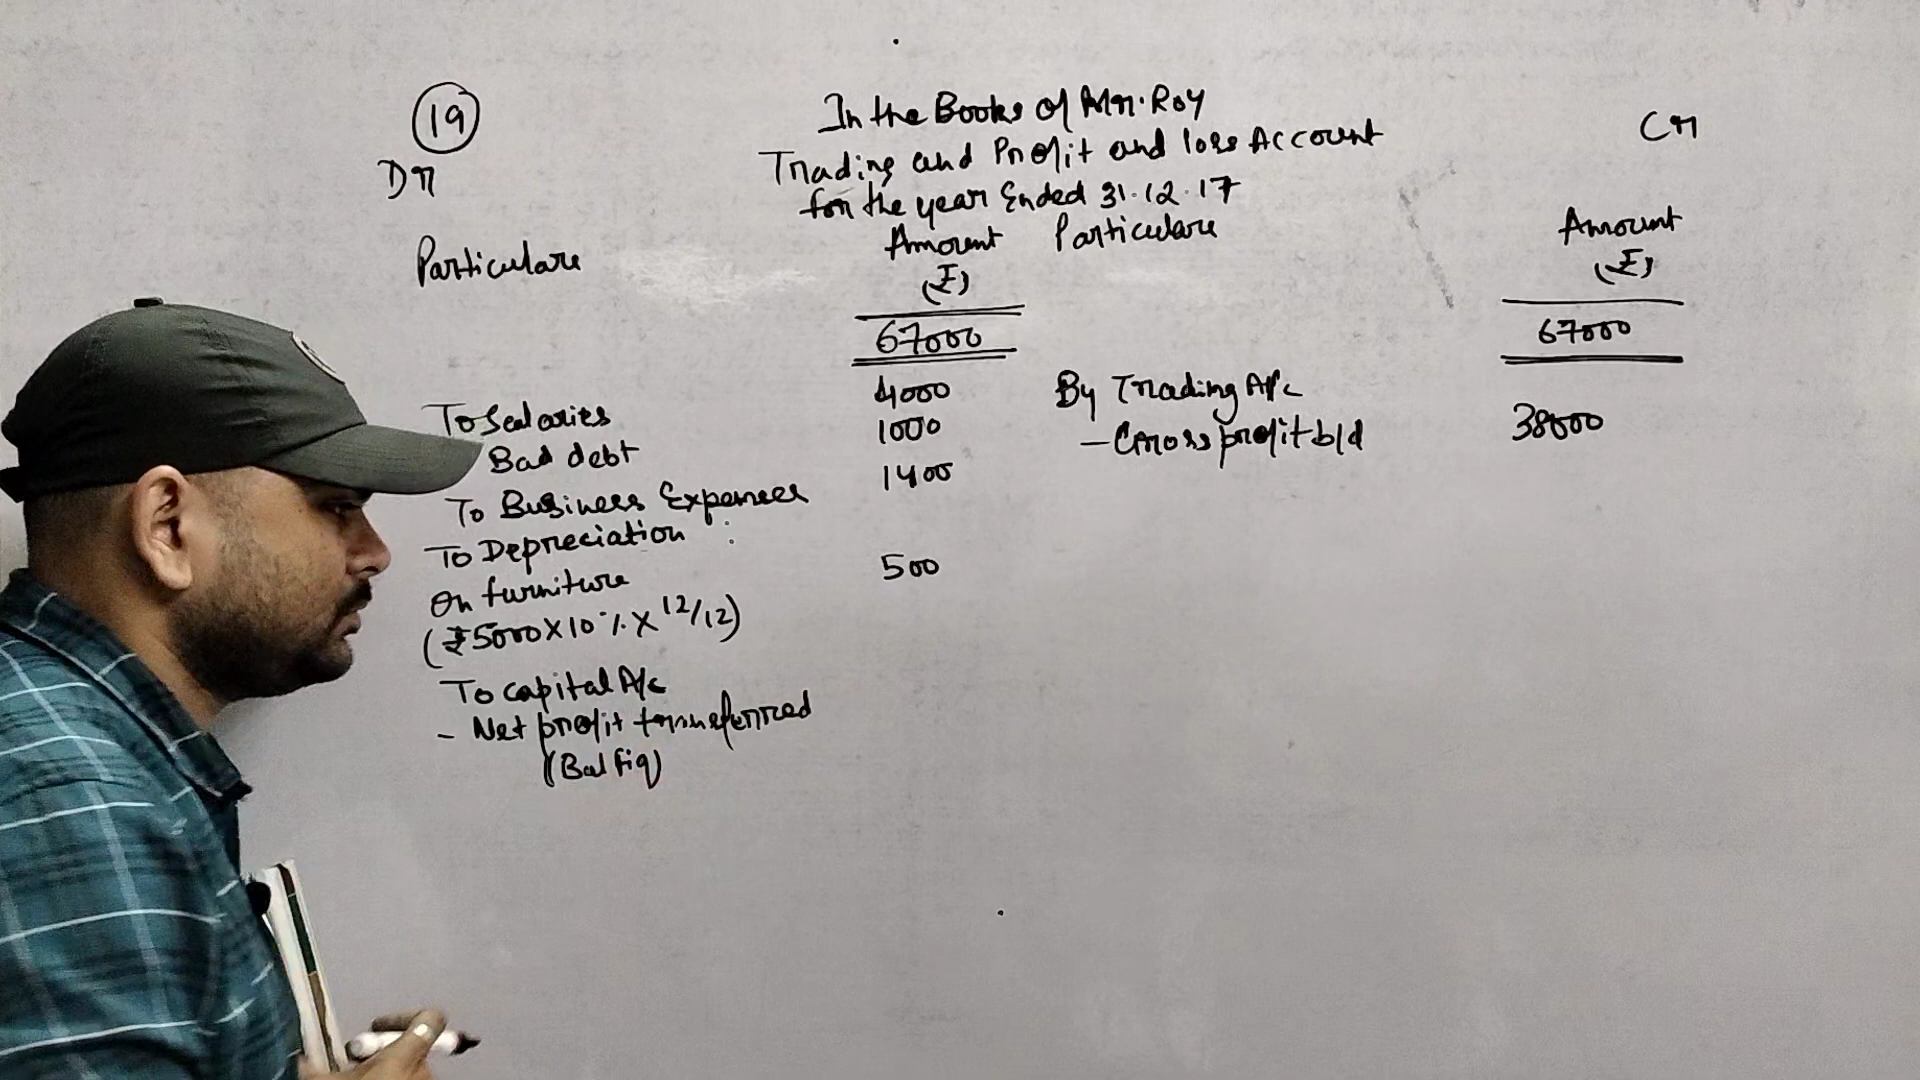 19
In the Books of Mr. Roy
Dr
Trading and Profit and loss Account
Cr
for the year Ended 31.12.17
Particulars
Amount
(₹)
Particulars
Amount
(₹)
67000
67000
To Salaries
4000
By Trading A/c
Bad debt
1000
- Gross profit b/d
38000
To Business Expenses
1400
To Depreciation :
On furniture
500
(₹5000 X 10 % X 12/12)
To capital A/c
- Net profit transferred
(Bal fig)